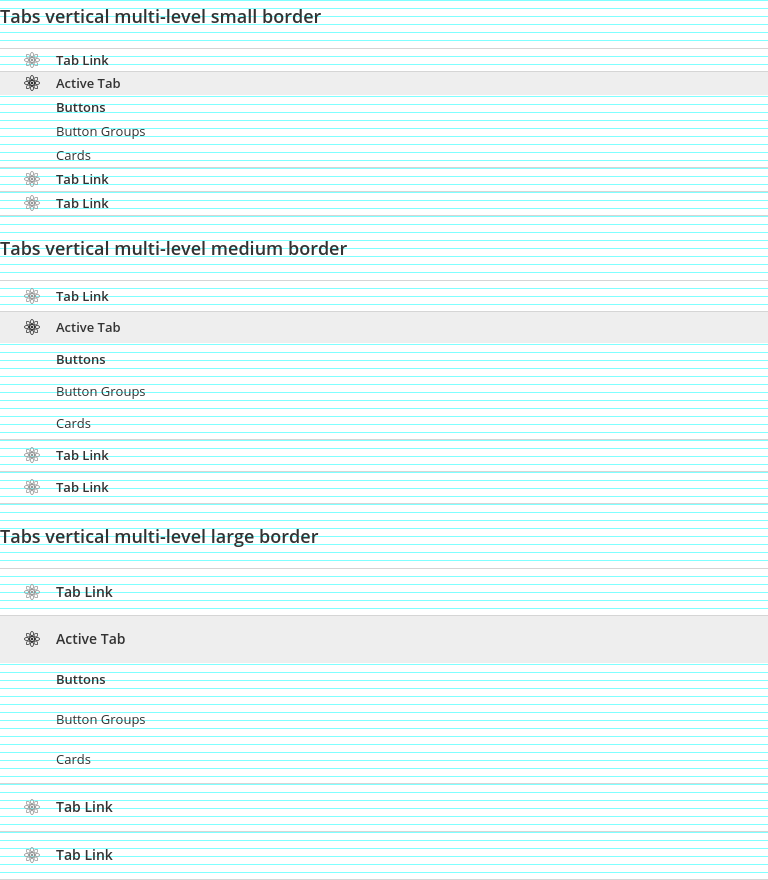 Tabs vertical multi-level small border
Tab Link
Active Tab
Buttons
Button Groups
Cards
Tab Link
Tab Link
Tabs vertical multi-level medium border
Tab Link
Active Tab
Buttons
Button Groups
Cards
Tab Link
Tab Link
Tabs vertical multi-level large border
Tab Link
Active Tab
Buttons
Button Groups
Cards
Tab Link
Tab Link